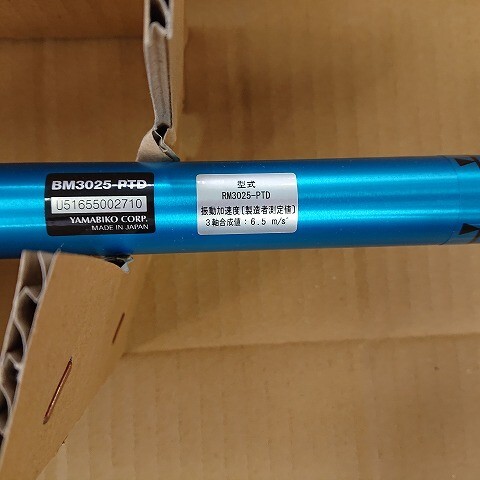 BM3025-PTD
U51655002710
YAMABIKO CORP.
MADE IN JAPAN
型式
RM3025-PTD
振動加速度[製造者測定値]
3軸合成値:6.5 m/s²